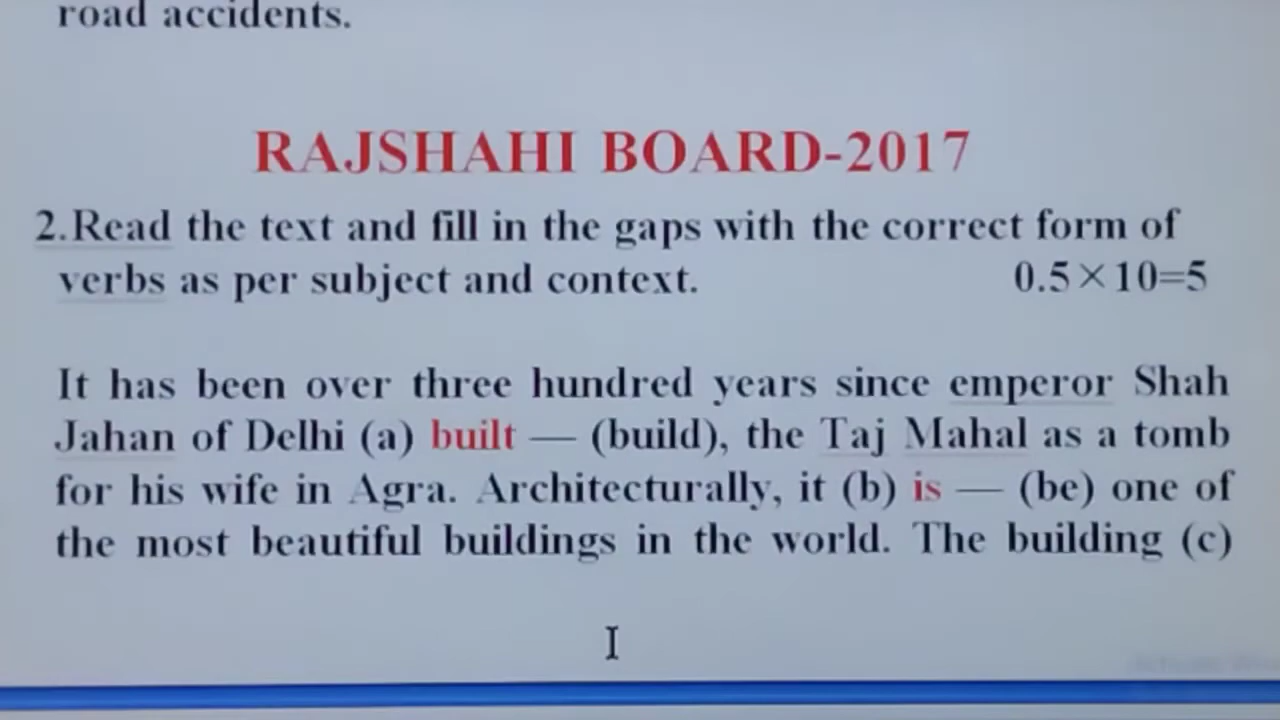 road accidents.
RAJSHAHI BOARD-2017
2.Read the text and fill in the gaps with the correct form of
verbs as per subject and context. 0.5×10=5
It has been over three hundred years since emperor Shah
Jahan of Delhi (a) built — (build), the Taj Mahal as a tomb
for his wife in Agra. Architecturally, it (b) is — (be) one of
the most beautiful buildings in the world. The building (c)